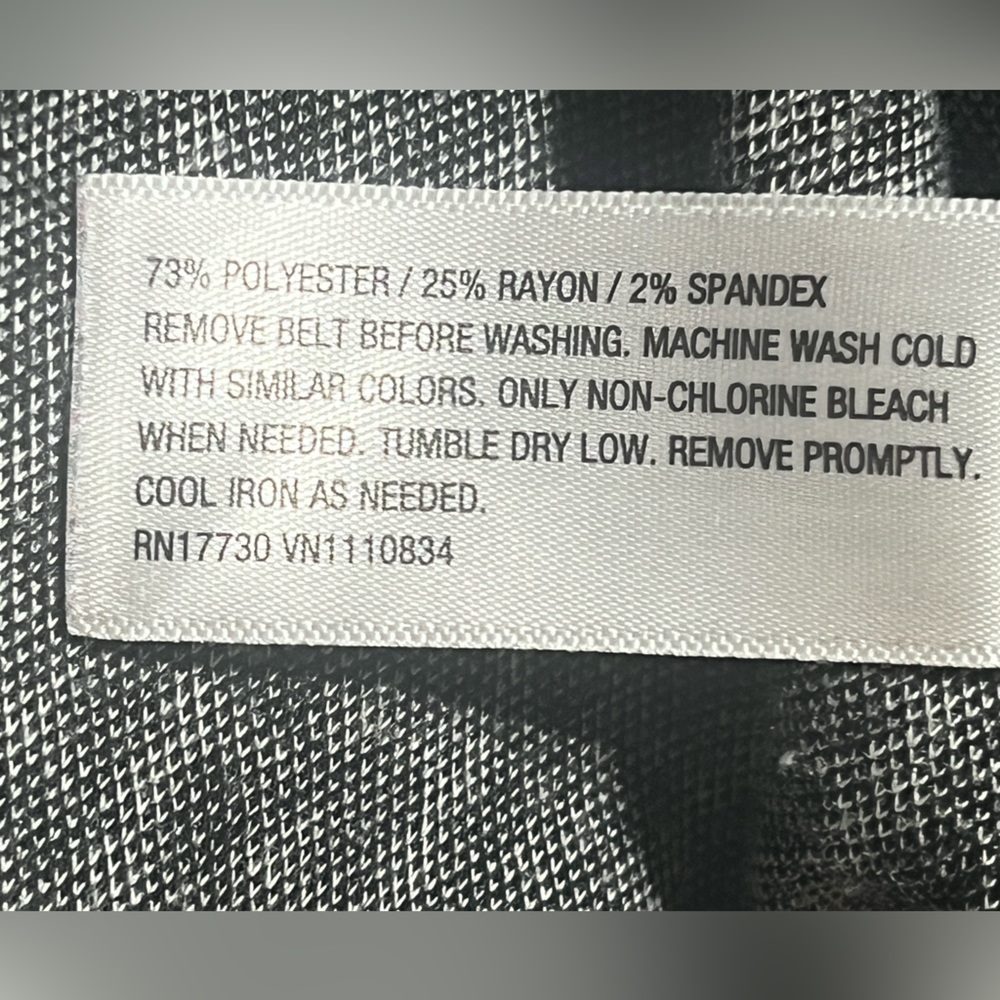 73% POLYESTER / 25% RAYON / 2% SPANDEX
REMOVE BELT BEFORE WASHING. MACHINE WASH COLD
WITH SIMILAR COLORS. ONLY NON-CHLORINE BLEACH
WHEN NEEDED. TUMBLE DRY LOW. REMOVE PROMPTLY.
COOL IRON AS NEEDED.
RN17730 VN1110834